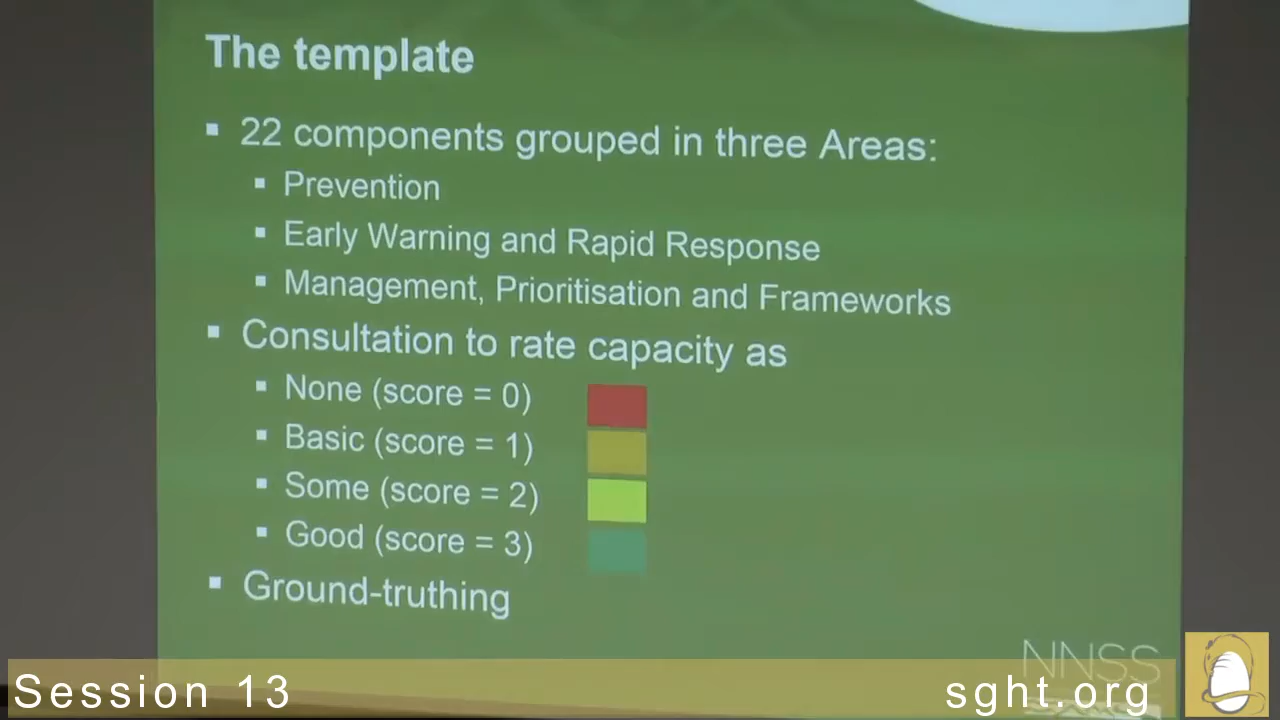 The template
22 components grouped in three Areas:
Prevention
Early Warning and Rapid Response
Management, Prioritisation and Frameworks
Consultation to rate capacity as
None (score = 0)
Basic (score = 1)
Some (score = 2)
Good (score = 3)
Ground-truthing
NNSS
Session 13
sght.org